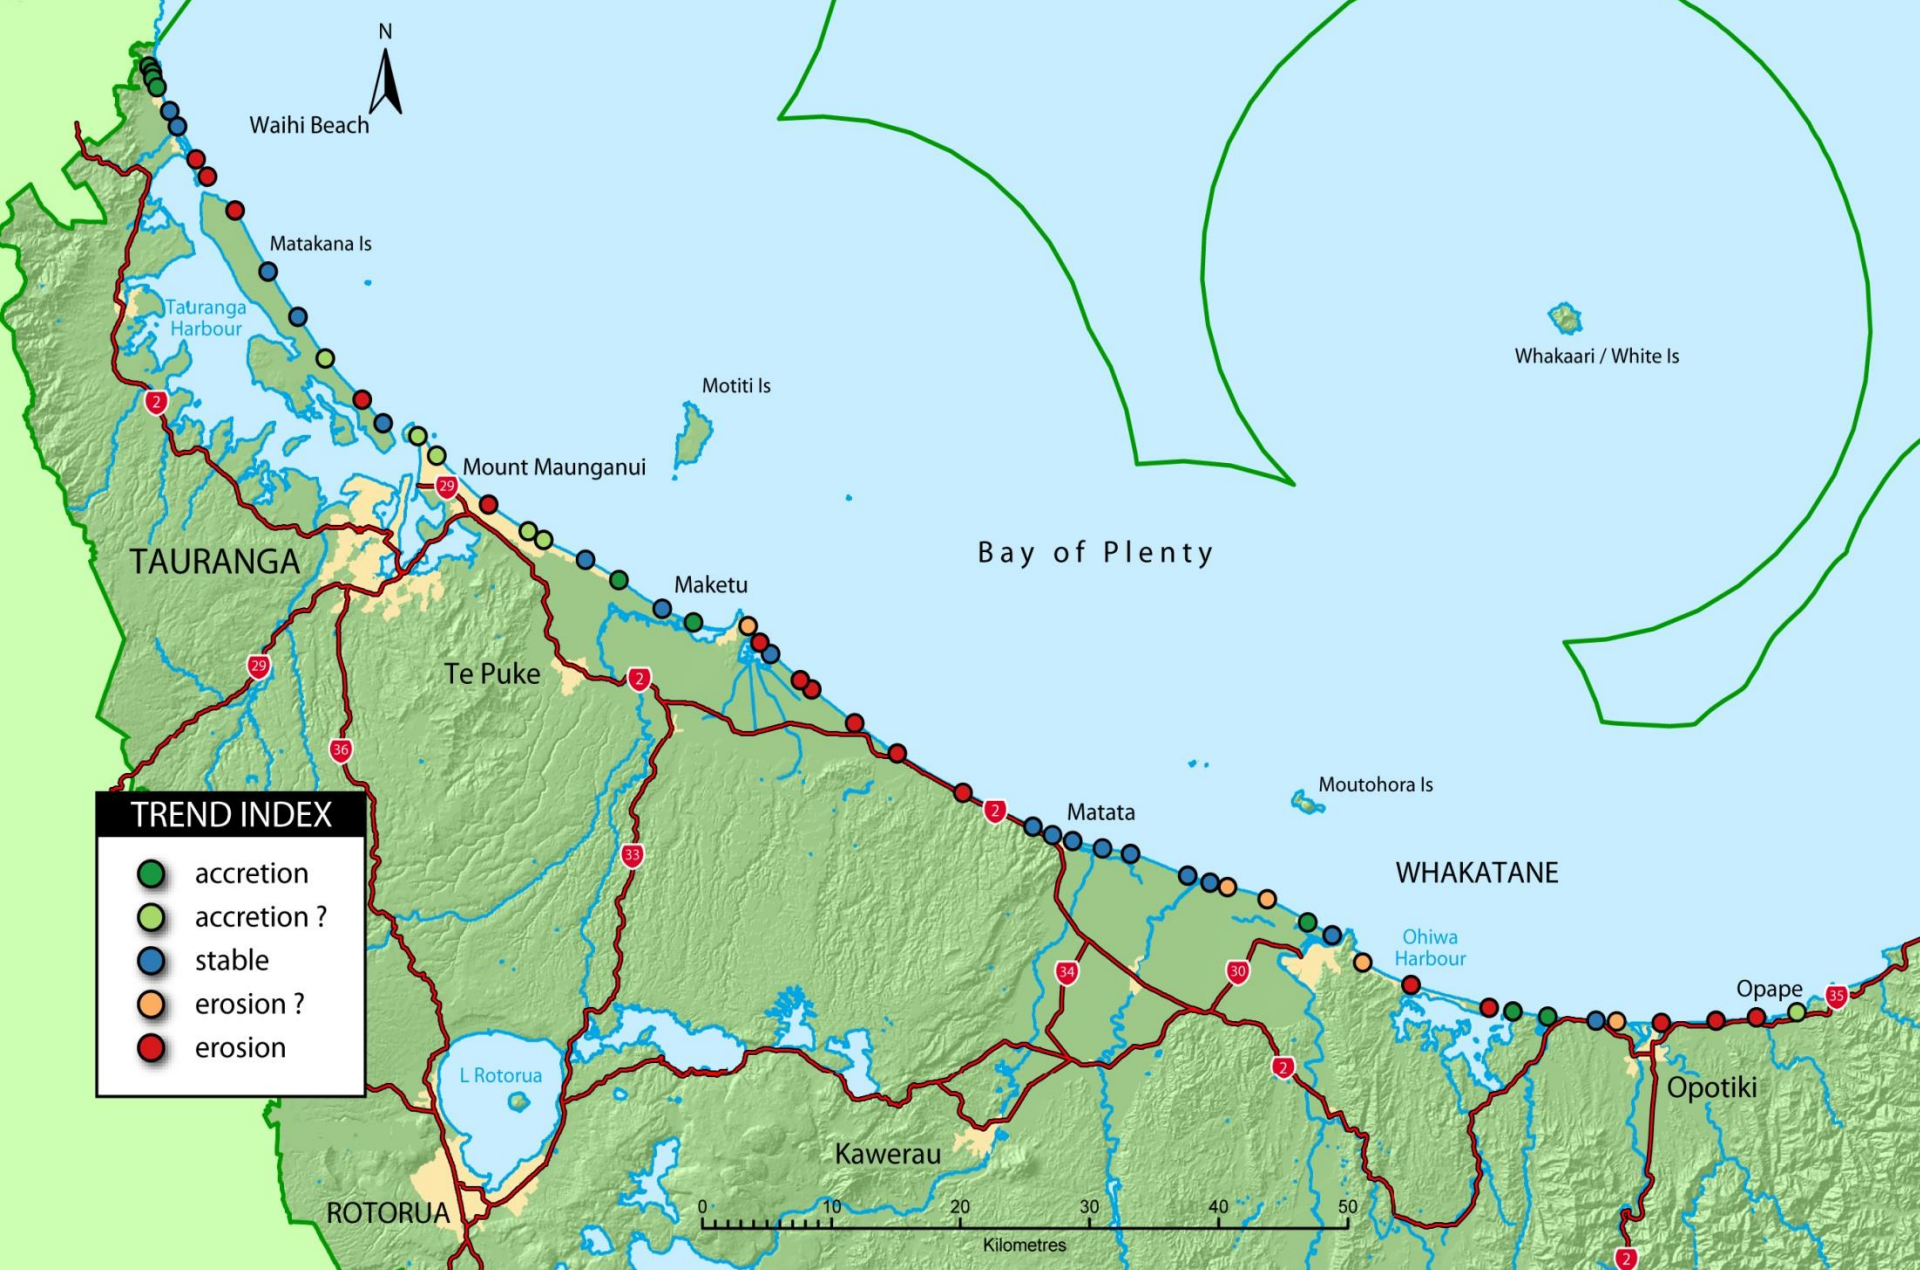 N
Waihi Beach
Matakana Is
Tauranga
Harbour
Whakaari / White Is
Motiti Is
2
Mount Maunganui
29
TAURANGA
Bay of Plenty
Maketu
29
Te Puke
2
36
Moutohora Is
2
Matata
TREND INDEX
accretion
accretion ?
stable
erosion ?
erosion
33
WHAKATANE
Ohiwa
Harbour
34
30
Opape
35
L Rotorua
2
Opotiki
Kawerau
ROTORUA
0 10 20 30 40 50
Kilometres
2